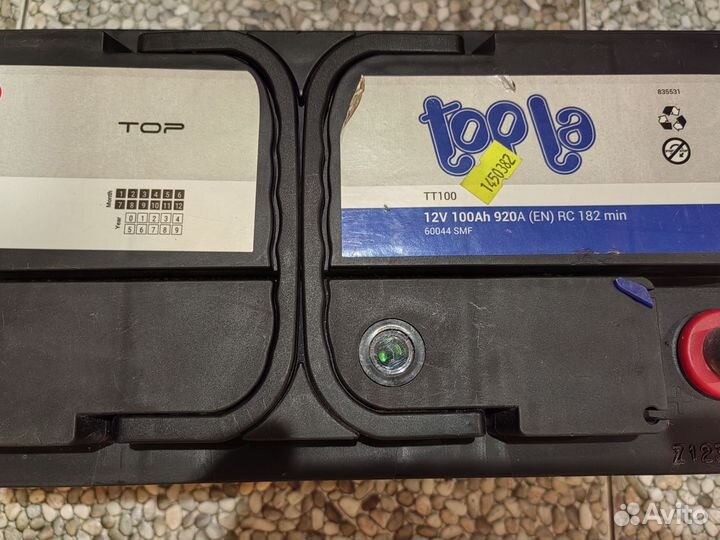 TOP
Month
1 2 3 4 5 6
7 8 9 10 11 12
Year
0 1 2 3 4
5 6 7 8 9
topla
835531
1450382
TT100
12V 100Ah 920A (EN) RC 182 min
60044 SMF
Avito